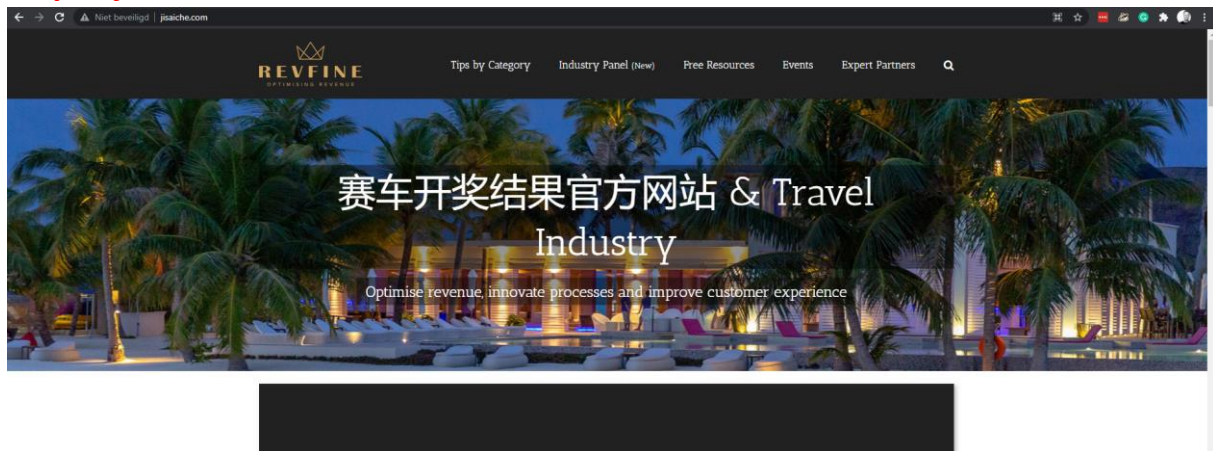 Niet beveiligd | jisaiche.com
REVFINE
OPTIMISING REVENUE
Tips by Category Industry Panel (New) Free Resources Events Expert Partners
赛车开奖结果官方网站 & Travel
Industry
Optimise revenue, innovate processes and improve customer experience